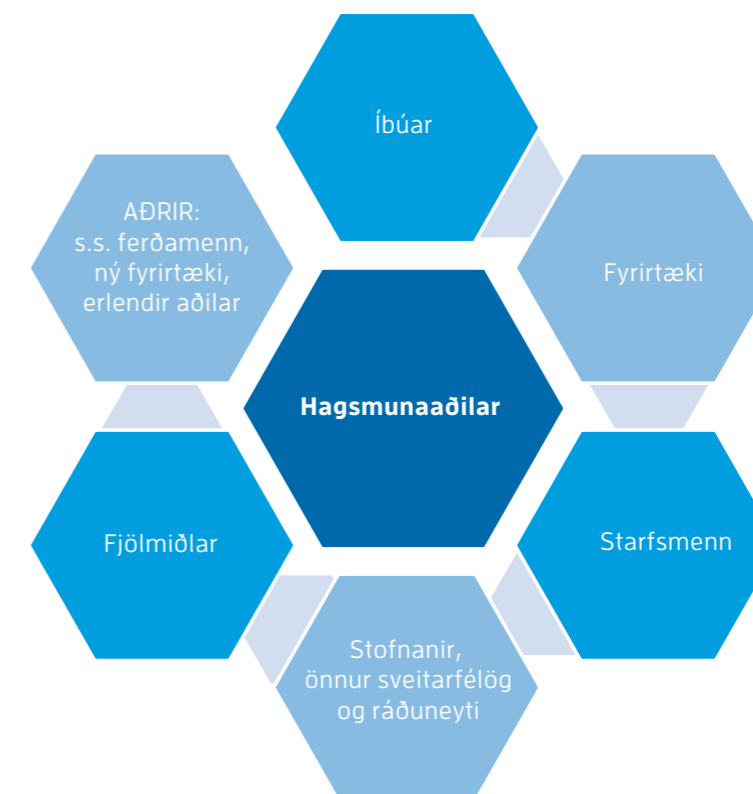 Íbúar
AÐRIR:
s.s. ferðamenn,
ný fyrirtæki,
erlendir aðilar
Fyrirtæki
Hagsmunaaðilar
Fjölmiðlar
Starfsmenn
Stofnanir,
önnur sveitarfélög
og ráðuneyti